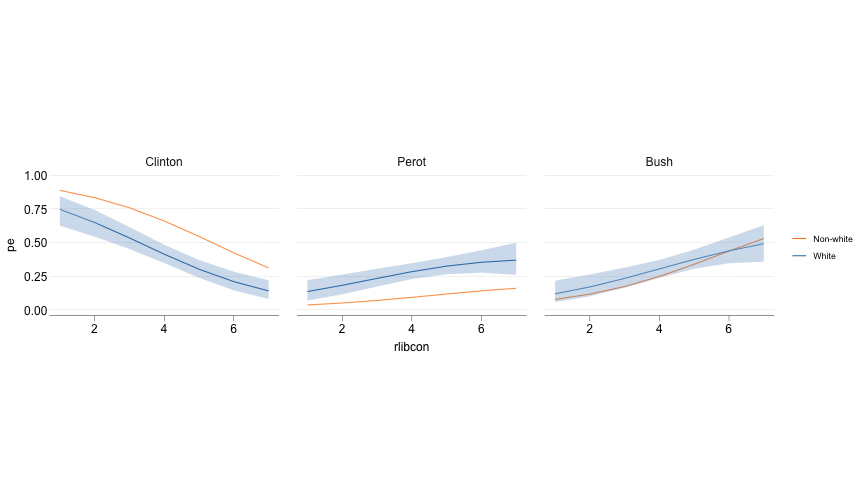 Clinton
Perot
Bush
1.00
0.75
0.50
0.25
0.00
pe
2 4 6
2 4 6
2 4 6
rlibcon
Non-white
White